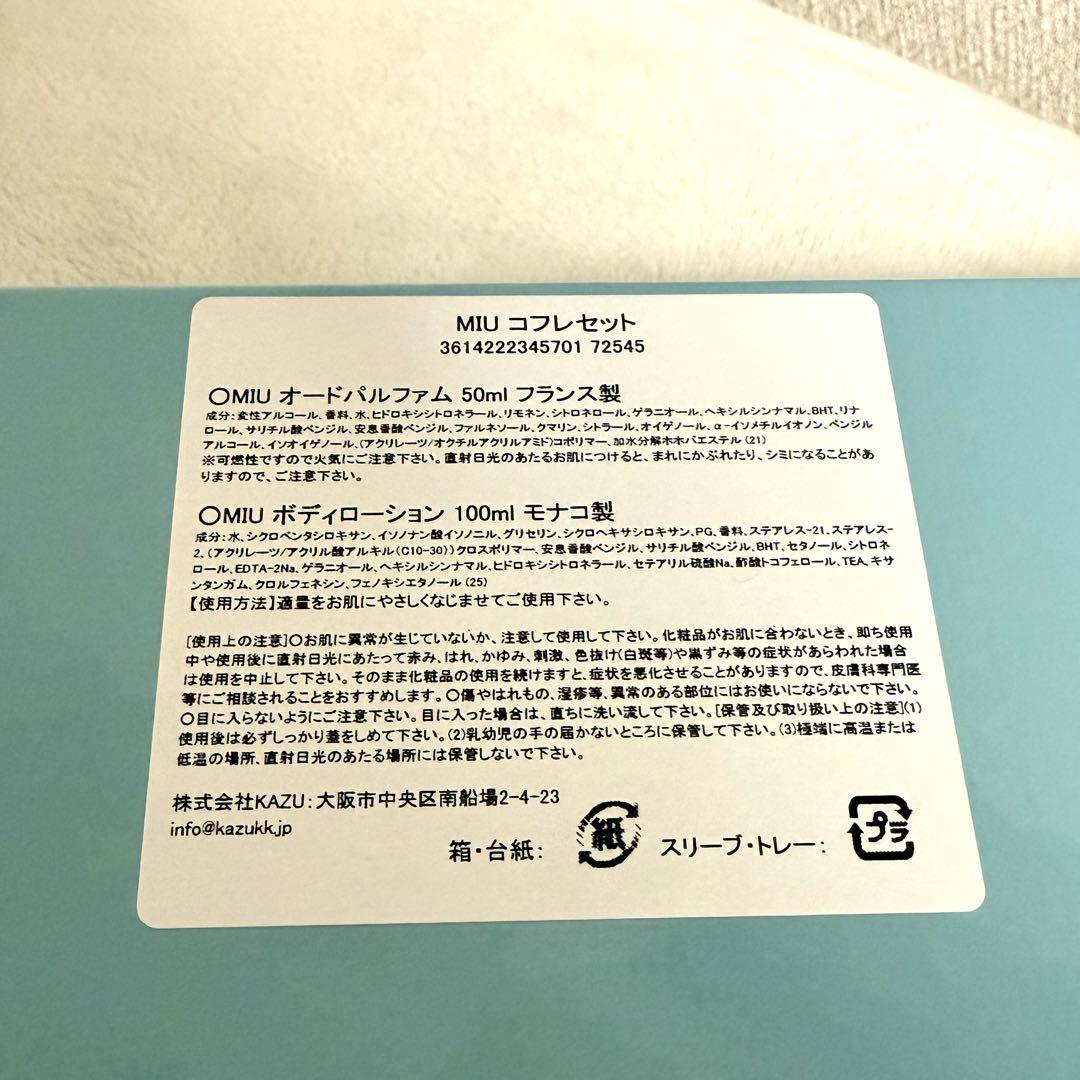 MIU コフレセット
3614222345701 72545
〇MIU オードパルファム 50ml フランス製
成分：変性アルコール、香料、水、ヒドロキシシトロネラール、リモネン、シトロネロール、ゲラニオール、ヘキシルシンナマル、BHT、リナ
ロール、サリチル酸ベンジル、安息香酸ベンジル、ファルネソール、クマリン、シトラール、オイゲノール、α-イソメチルイオノン、ベンジル
アルコール、イソオイゲノール、(アクリレーツ/オクチルアクリルアミド)コポリマー、加水分解ホホバエステル (21)
※可燃性ですので火気にご注意下さい。直射日光のあたるお肌につけると、まれにかぶれたり、シミになることがあ
りますので、ご注意下さい。
〇MIU ボディローション 100ml モナコ製
成分：水、シクロペンタシロキサン、イソノナン酸イソノニル、グリセリン、シクロヘキサシロキサン、PG、香料、ステアレス-21、ステアレス-
2、(アクリレーツ/アクリル酸アルキル(C10-30))クロスポリマー、安息香酸ベンジル、サリチル酸ベンジル、BHT、セタノール、シトロネ
ロール、EDTA-2Na、ゲラニオール、ヘキシルシンナマル、ヒドロキシシトロネラール、セテアリル硫酸Na、酢酸トコフェロール、TEA、キサ
ンタンガム、クロルフェネシン、フェノキシエタノール (25)
【使用方法】適量をお肌にやさしくなじませてご使用下さい。
[使用上の注意]〇お肌に異常が生じていないか、注意して使用して下さい。化粧品がお肌に合わないとき、即ち使用
中や使用後に直射日光にあたって赤み、はれ、かゆみ、刺激、色抜け(白斑等)や黒ずみ等の症状があらわれた場合
は使用を中止して下さい。そのまま化粧品の使用を続けますと、症状を悪化させることがありますので、皮膚科専門医
等にご相談されることをおすすめします。〇傷やはれもの、湿疹等、異常のある部位にはお使いにならないで下さい。
〇目に入らないようにご注意下さい。目に入った場合は、直ちに洗い流して下さい。[保管及び取り扱い上の注意](1)
使用後は必ずしっかり蓋をしめて下さい。(2)乳幼児の手の届かないところに保管して下さい。(3)極端に高温または
低温の場所、直射日光のあたる場所には保管しないで下さい。
株式会社KAZU：大阪市中央区南船場2-4-23
info@kazukk.jp
箱・台紙： 紙 スリーブ・トレー： プラ